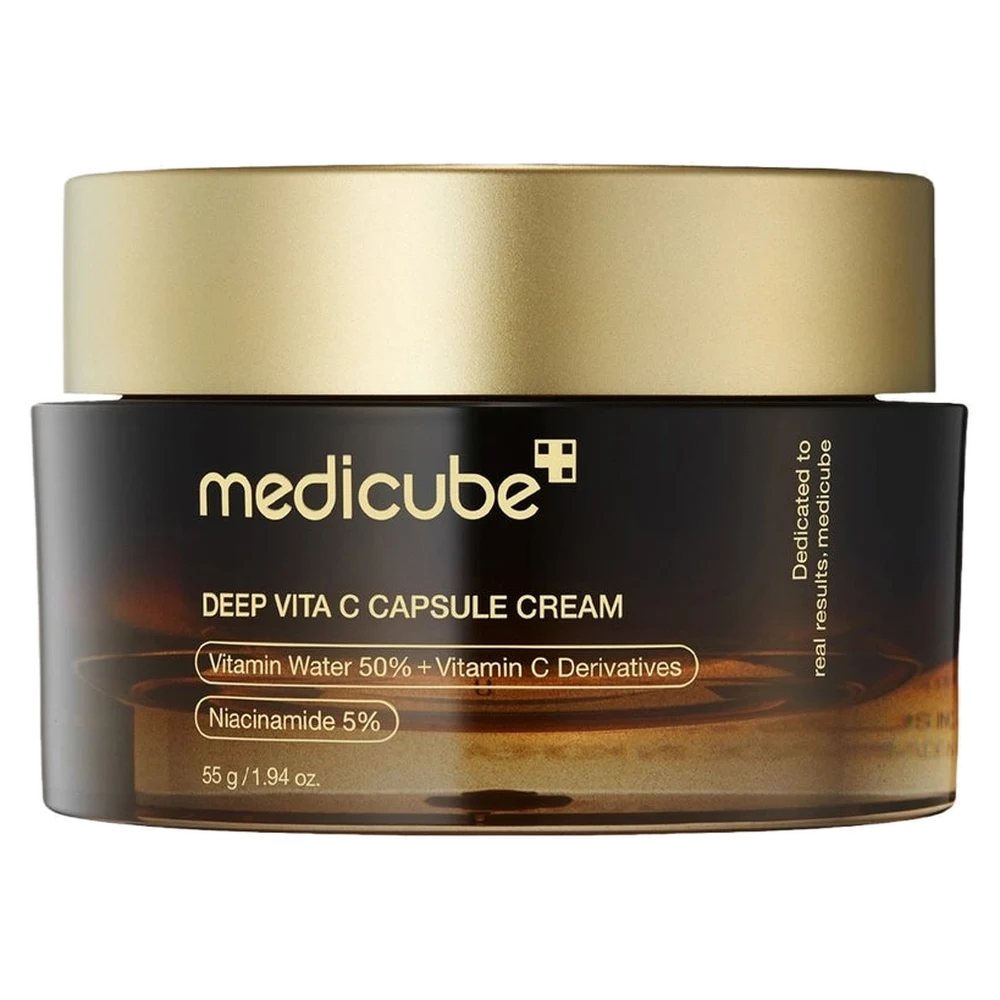 medicube
DEEP VITA C CAPSULE CREAM
Vitamin Water 50% + Vitamin C Derivatives
Niacinamide 5%
55 g / 1.94 oz.
Dedicated to
real results, medicube